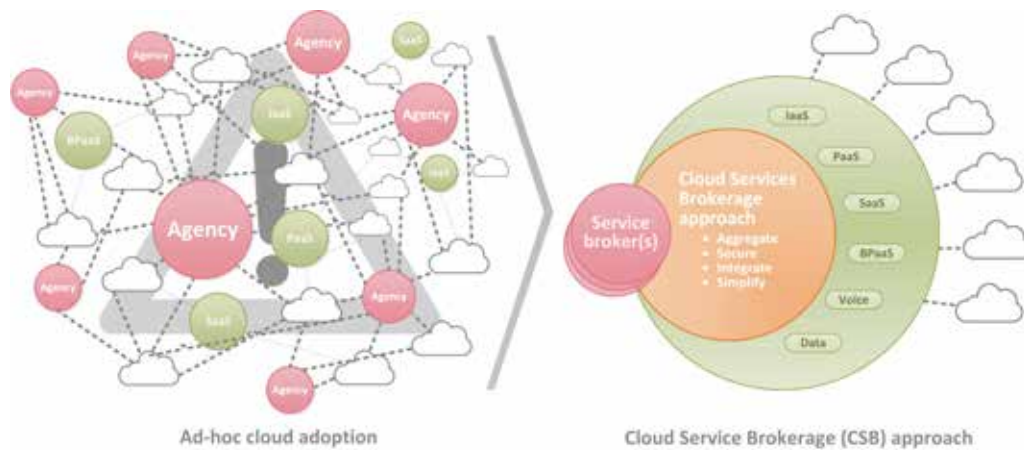 Agency
Agency
SaaS
Agency
Agency
IaaS
BPaaS
IaaS
Agency
PaaS
Agency
Agency
SaaS
Agency
Ad-hoc cloud adoption
IaaS
PaaS
Cloud Services
Brokerage
approach
SaaS
Service
broker(s)
• Aggregate
• Secure
• Integrate
• Simplify
BPaaS
Voice
Data
Cloud Service Brokerage (CSB) approach